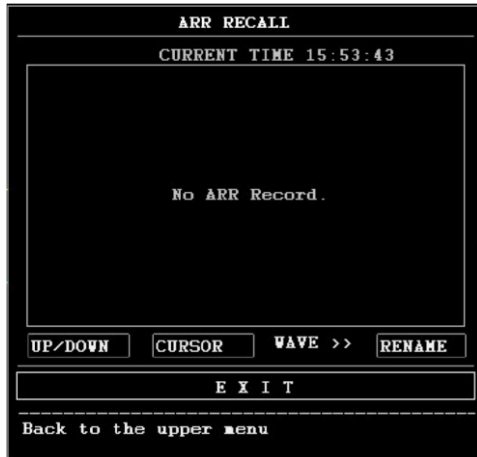 ARR RECALL
CURRENT TIME 15:53:43
No ARR Record.
UP/DOWN CURSOR WAVE >> RENAME
E X I T
Back to the upper menu